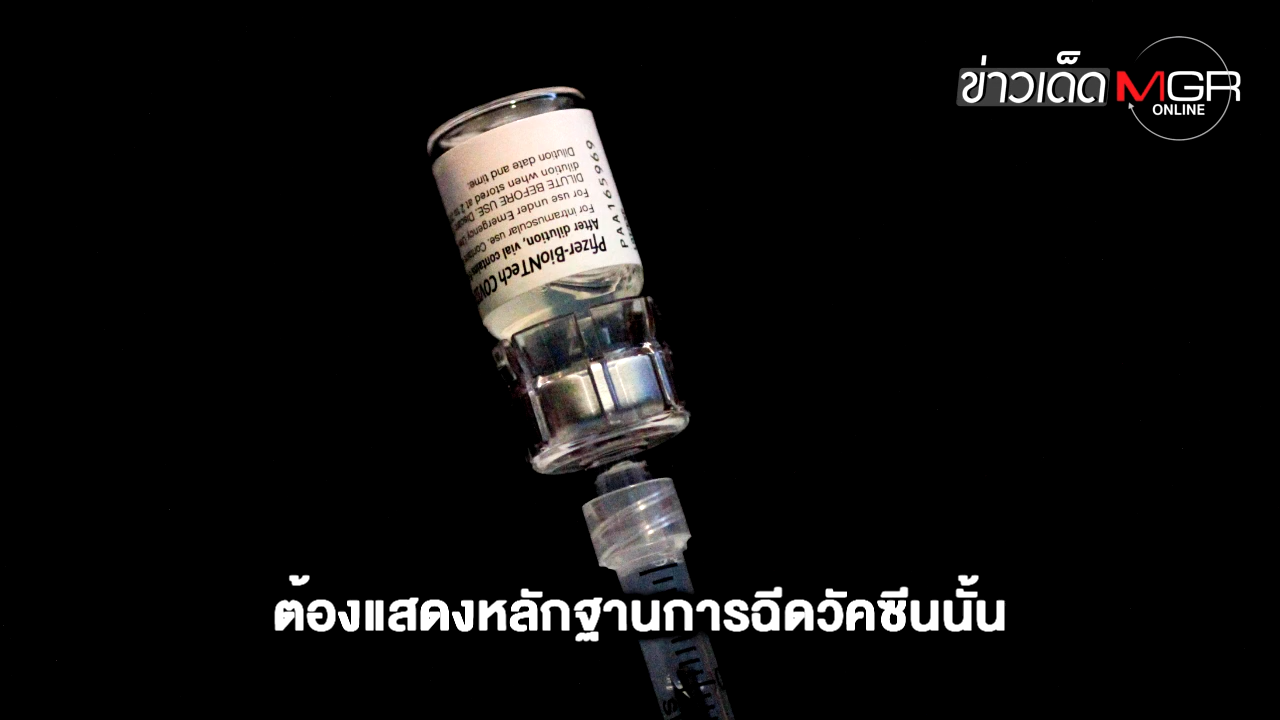 ข่าวเด็ด MGR
ONLINE
Pfizer-BioNTech COVI
After dilution, vial contains
For intramuscular use. Contain
For use under Emergency Use
DILUTE BEFORE USE.
dilution when stored at 2
Dilution date and time:
PAA165969
ต้องแสดงหลักฐานการฉีดวัคซีนนั้น